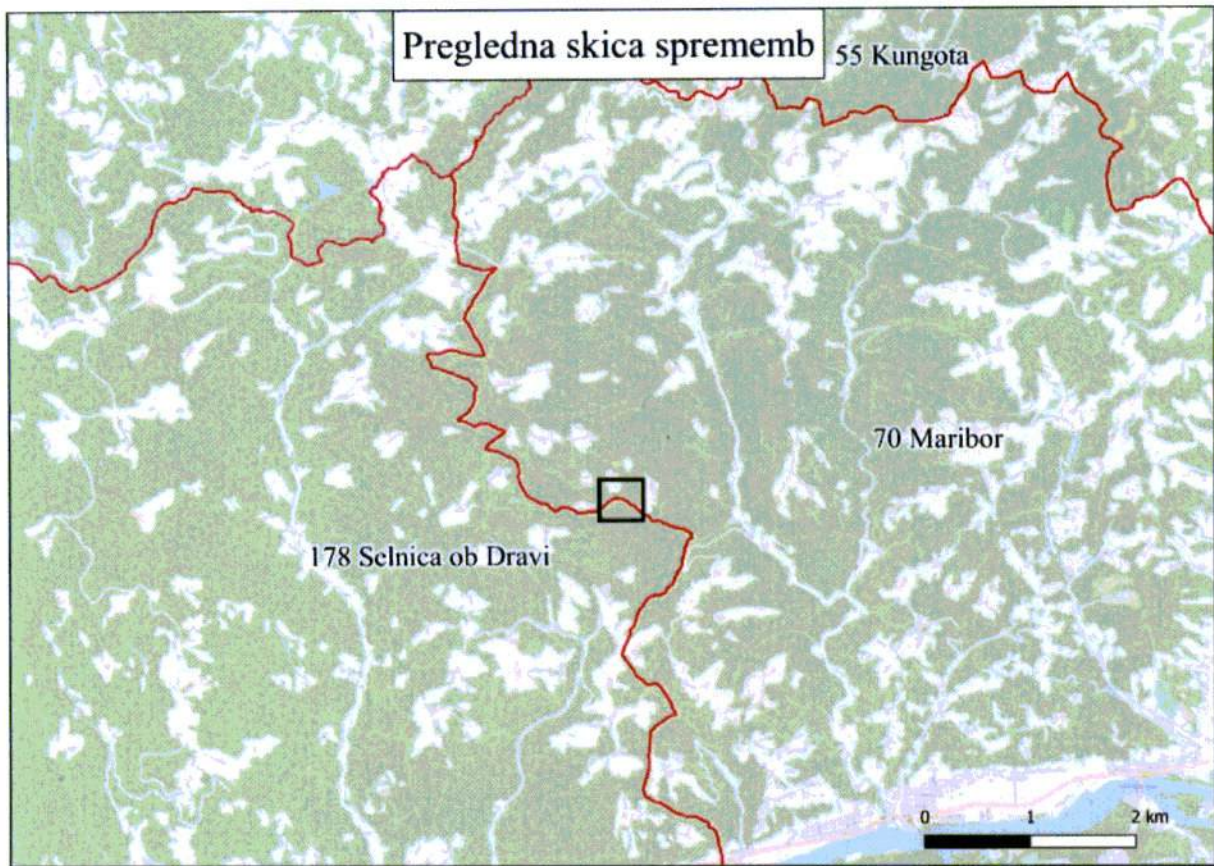 Pregledna skica sprememb
55 Kungota
70 Maribor
178 Selnica ob Dravi
0 1 2 km